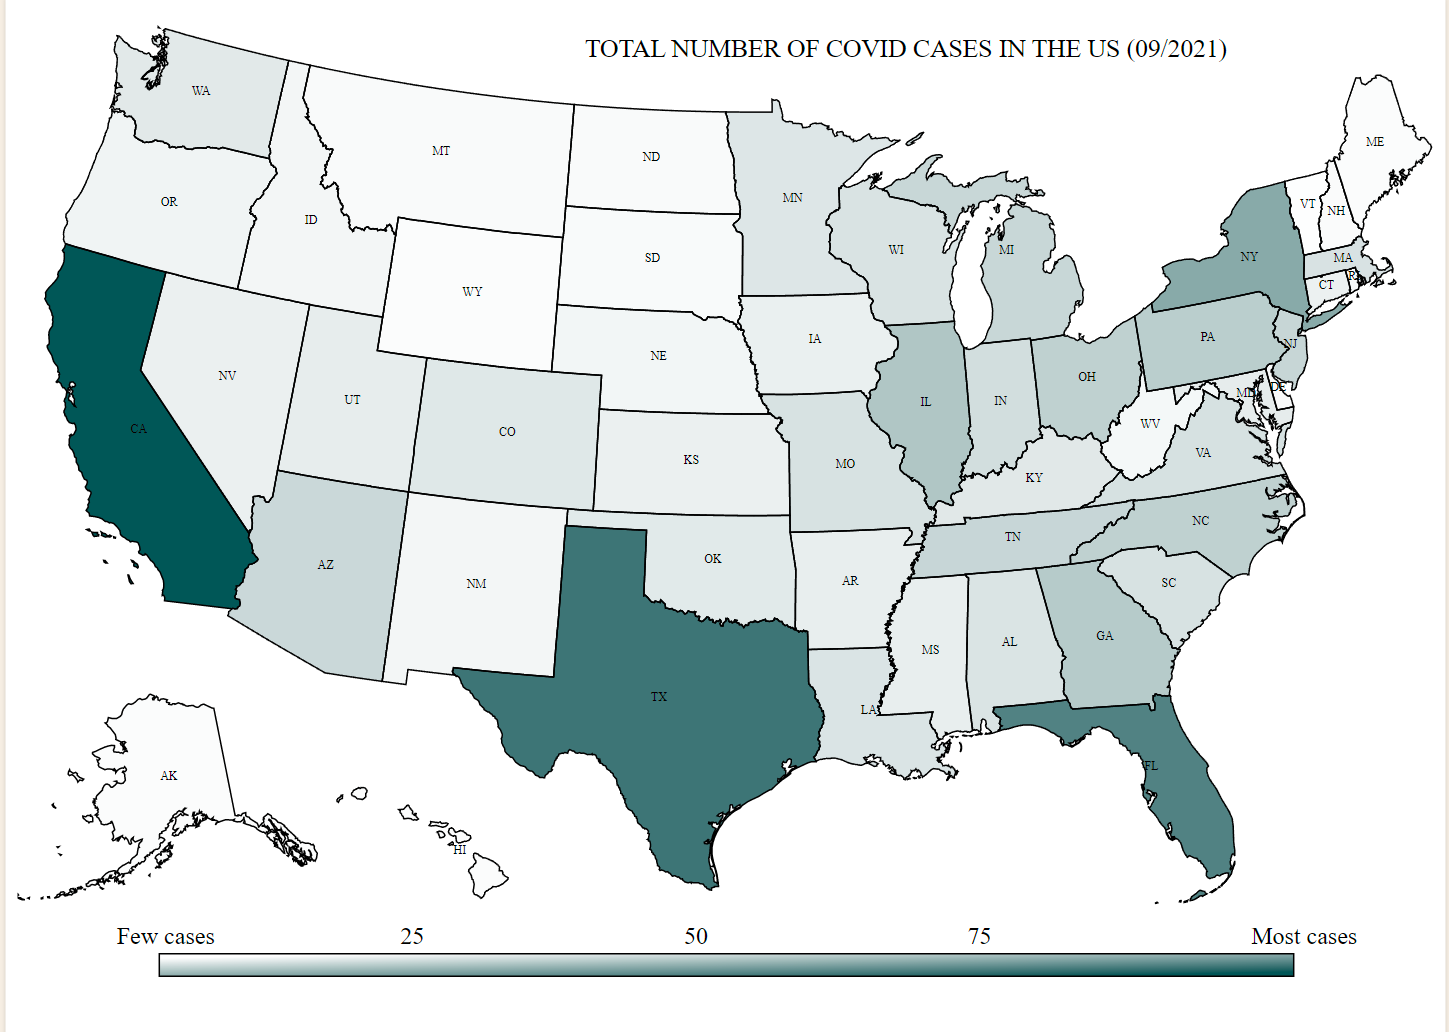 TOTAL NUMBER OF COVID CASES IN THE US (09/2021)
WA
MT
ND
MN
OR
ID
SD
WY
WI
MI
ME
VT
NH
NY
MA
CT
RI
IA
NE
NV
UT
CO
KS
CA
IL
IN
OH
PA
NJ
MD
DE
WV
VA
MO
KY
AZ
NM
OK
AR
TN
NC
SC
MS
AL
GA
TX
LA
FL
AK
HI
Few cases 25 50 75 Most cases